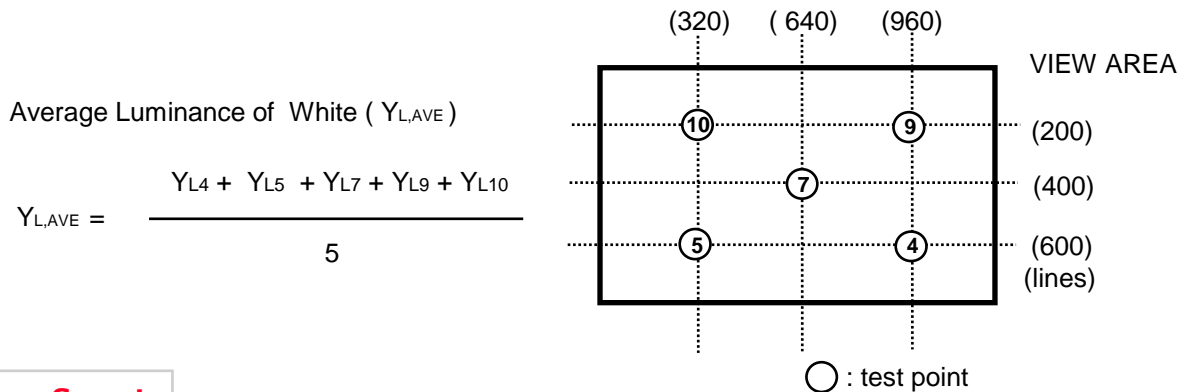 (320) ( 640) (960)
VIEW AREA
Average Luminance of White ( YL,AVE )
10 9 (200)
YL4 + YL5 + YL7 + YL9 + YL10
7 (400)
YL,AVE =
5
5 4 (600)
(lines)
: test point